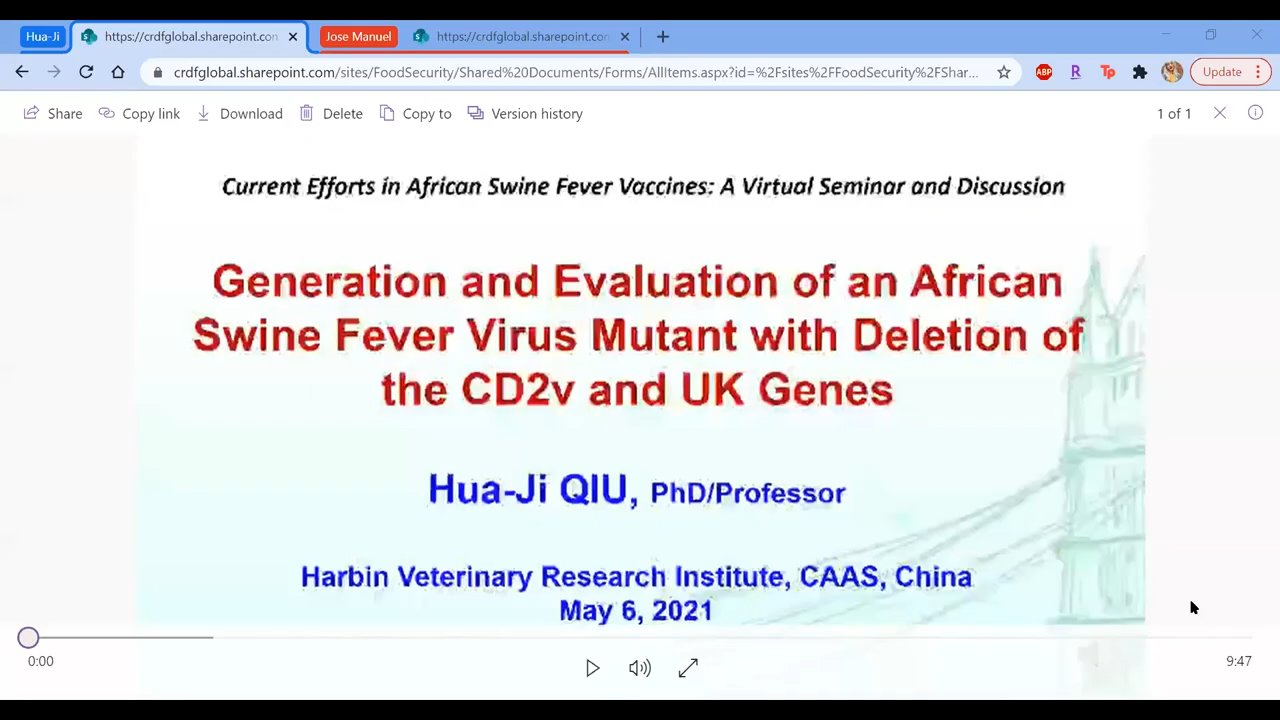 Hua-Ji
https://crdfglobal.sharepoint.con
Jose Manuel
https://crdfglobal.sharepoint.com
crdfglobal.sharepoint.com/sites/FoodSecurity/Shared%20Documents/Forms/AllItems.aspx?id=%2Fsites%2FFoodSecurity%2FShar...
ABP
R
Tp
Update
Share
Copy link
Download
Delete
Copy to
Version history
1 of 1
Current Efforts in African Swine Fever Vaccines: A Virtual Seminar and Discussion
Generation and Evaluation of an African
Swine Fever Virus Mutant with Deletion of
the CD2v and UK Genes
Hua-Ji QIU, PhD/Professor
Harbin Veterinary Research Institute, CAAS, China
May 6, 2021
0:00
9:47